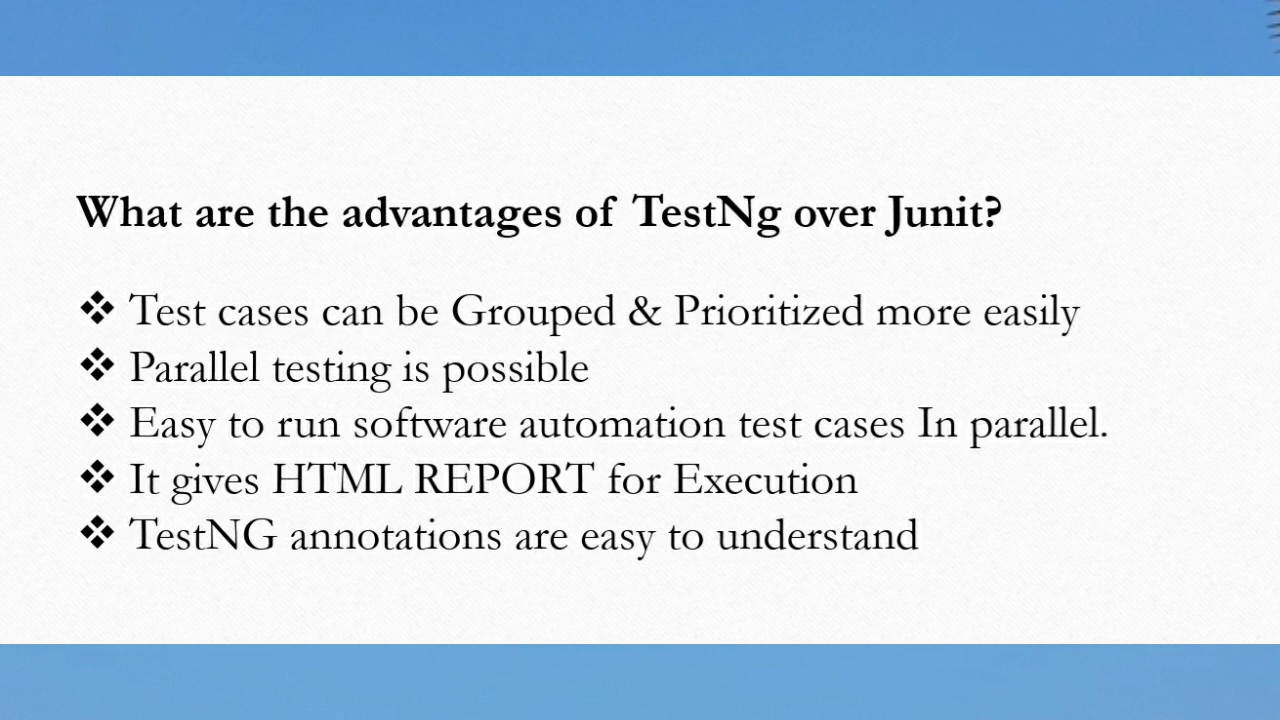 What are the advantages of TestNg over Junit?
❖ Test cases can be Grouped & Prioritized more easily
❖ Parallel testing is possible
❖ Easy to run software automation test cases In parallel.
❖ It gives HTML REPORT for Execution
❖ TestNG annotations are easy to understand